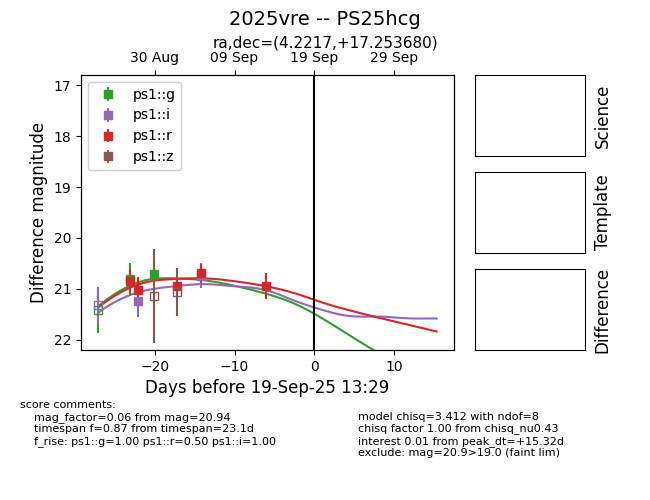 2025vre -- PS25hcg
ra,dec=(4.2217,+17.253680)
30 Aug 09 Sep 19 Sep 29 Sep
17
18
19
20
21
22
Difference magnitude
ps1::g
ps1::i
ps1::r
ps1::z
−20 −10 0 10
Days before 19-Sep-25 13:29
Science
Template
Difference
score comments:
mag_factor=0.06 from mag=20.94
timespan f=0.87 from timespan=23.1d
f_rise: ps1::g=1.00 ps1::r=0.50 ps1::i=1.00
model chisq=3.412 with ndof=8
chisq factor 1.00 from chisq_nu0.43
interest 0.01 from peak_dt=+15.32d
exclude: mag=20.9>19.0 (faint lim)